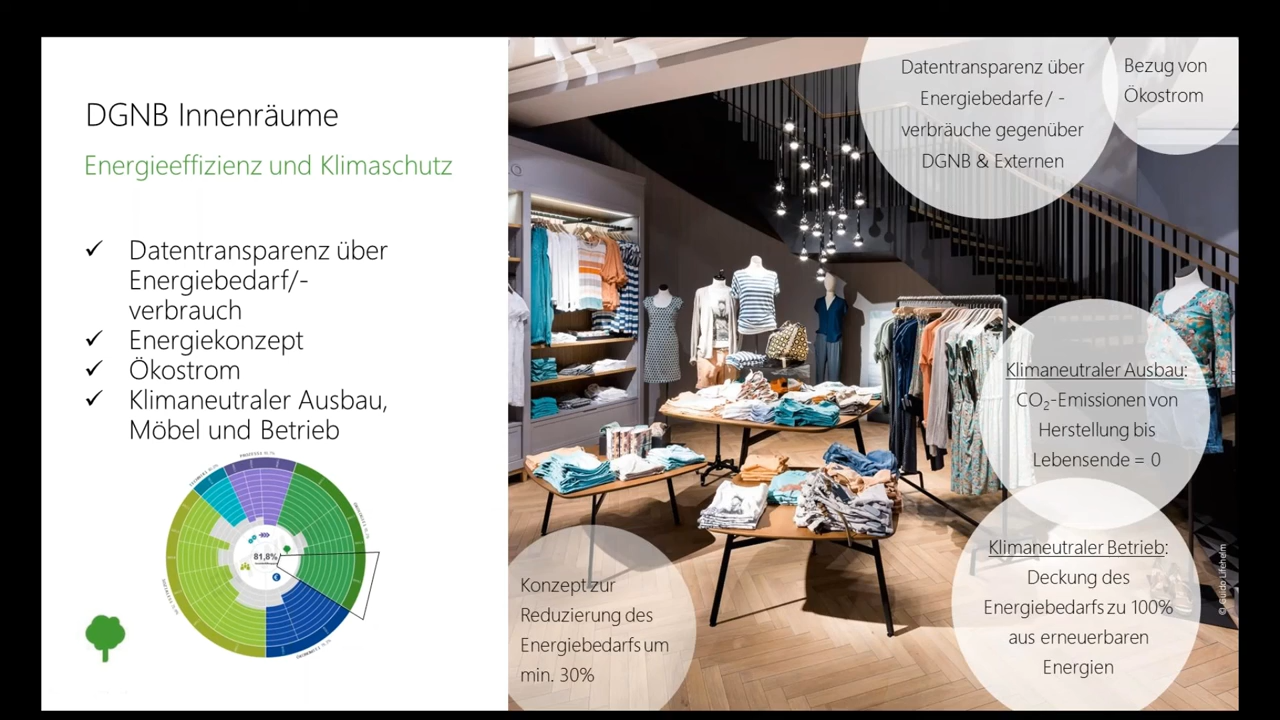 DGNB Innenräume
Energieeffizienz und Klimaschutz
✓ Datentransparenz über
Energiebedarf/-
verbrauch
✓ Energiekonzept
✓ Ökostrom
✓ Klimaneutraler Ausbau,
Möbel und Betrieb
81,8%
Datentransparenz über
Energiebedarfe/ -
verbräuche gegenüber
DGNB & Externen
Bezug von
Ökostrom
Klimaneutraler Ausbau:
CO₂-Emissionen von
Herstellung bis
Lebensende = 0
Klimaneutraler Betrieb:
Deckung des
Energiebedarfs zu 100%
aus erneuerbaren
Energien
Konzept zur
Reduzierung des
Energiebedarfs um
min. 30%